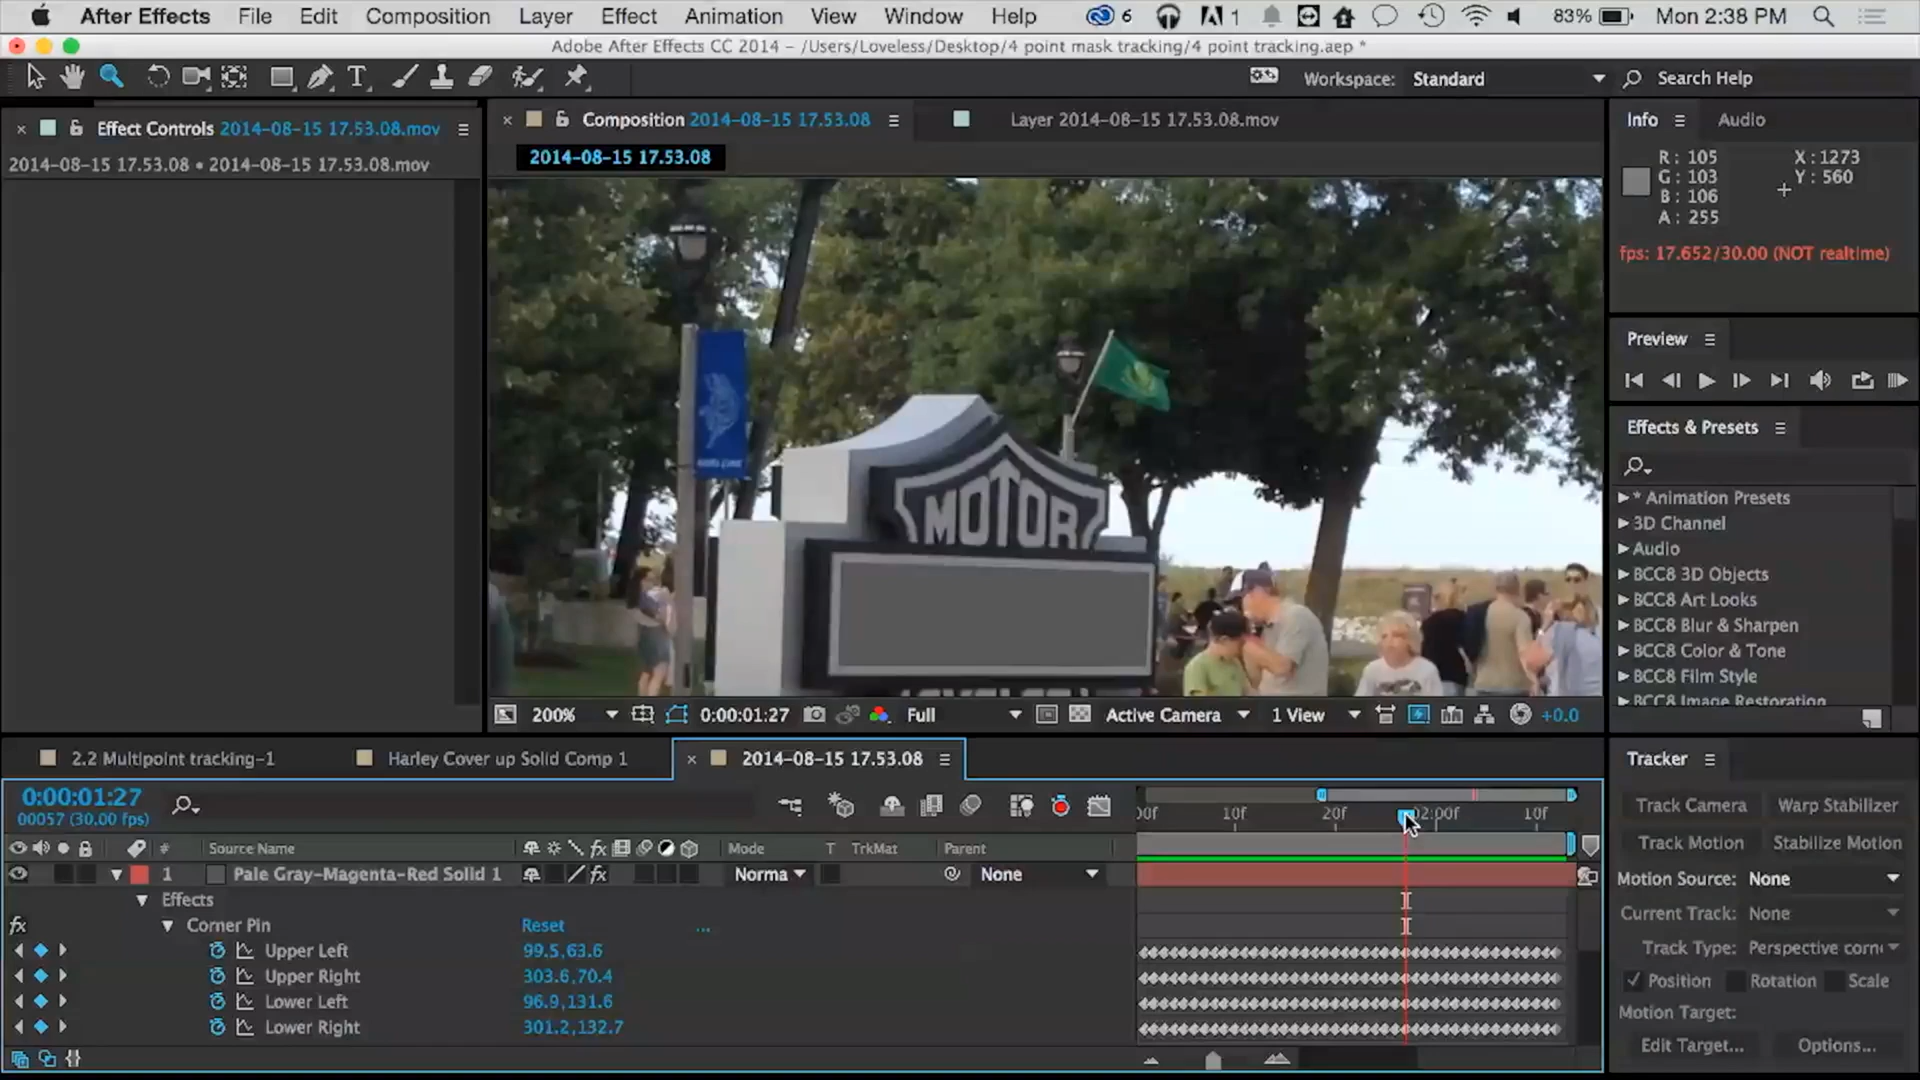 After Effects File Edit Composition Layer Effect Animation View Window Help 6 1 83% Mon 2:38 PM
Adobe After Effects CC 2014 – /Users/Loveless/Desktop/4 point mask tracking/4 point tracking.aep *
T Workspace: Standard Search Help
Effect Controls 2014-08-15 17.53.08.mov
2014-08-15 17.53.08 • 2014-08-15 17.53.08.mov
Composition 2014-08-15 17.53.08
Layer 2014-08-15 17.53.08.mov
2014-08-15 17.53.08
MOTOR
200% 0:00:01:27 Full Active Camera 1 View +0.0
Info Audio
R: 105 X: 1273
G: 103 Y: 560
B: 106
A: 255
fps: 17.652/30.00 (NOT realtime)
Preview
Effects & Presets
* Animation Presets
3D Channel
Audio
BCC8 3D Objects
BCC8 Art Looks
BCC8 Blur & Sharpen
BCC8 Color & Tone
BCC8 Film Style
BCC8 Image Restoration
2.2 Multipoint tracking-1 Harley Cover up Solid Comp 1 2014-08-15 17.53.08
0:00:01:27
00057 (30.00 fps)
10f 20f 02:00f 10f
# Source Name fx Mode T TrkMat Parent
1 Pale Gray-Magenta-Red Solid 1 fx Norma None
Effects
fx Corner Pin Reset ...
Upper Left 99.5,63.6
Upper Right 303.6,70.4
Lower Left 96.9,131.6
Lower Right 301.2,132.7
Tracker
Track Camera Warp Stabilizer
Track Motion Stabilize Motion
Motion Source: None
Current Track: None
Track Type: Perspective corn
Position Rotation Scale
Motion Target:
Edit Target... Options...